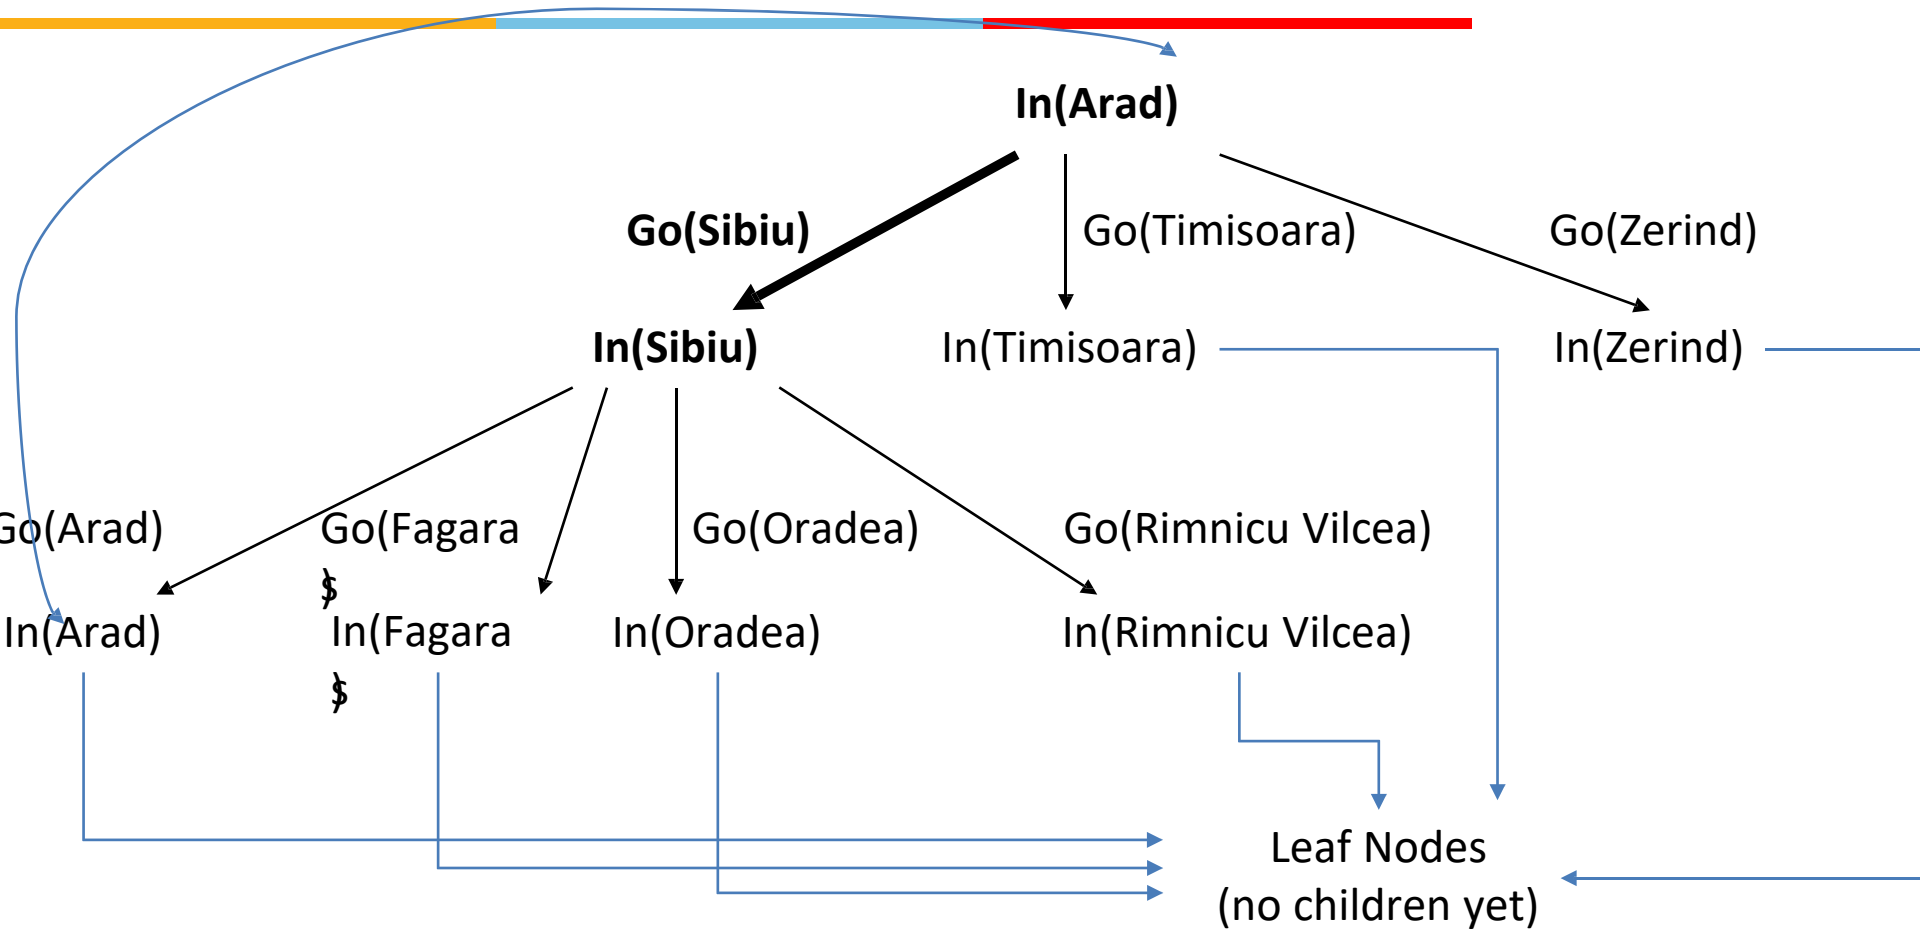 In(Arad)
Go(Sibiu)
Go(Timisoara)
Go(Zerind)
In(Sibiu)
In(Timisoara)
In(Zerind)
Go(Arad)
Go(Fagara
s)
Go(Oradea)
Go(Rimnicu Vilcea)
In(Arad)
In(Fagara
s)
In(Oradea)
In(Rimnicu Vilcea)
Leaf Nodes
(no children yet)